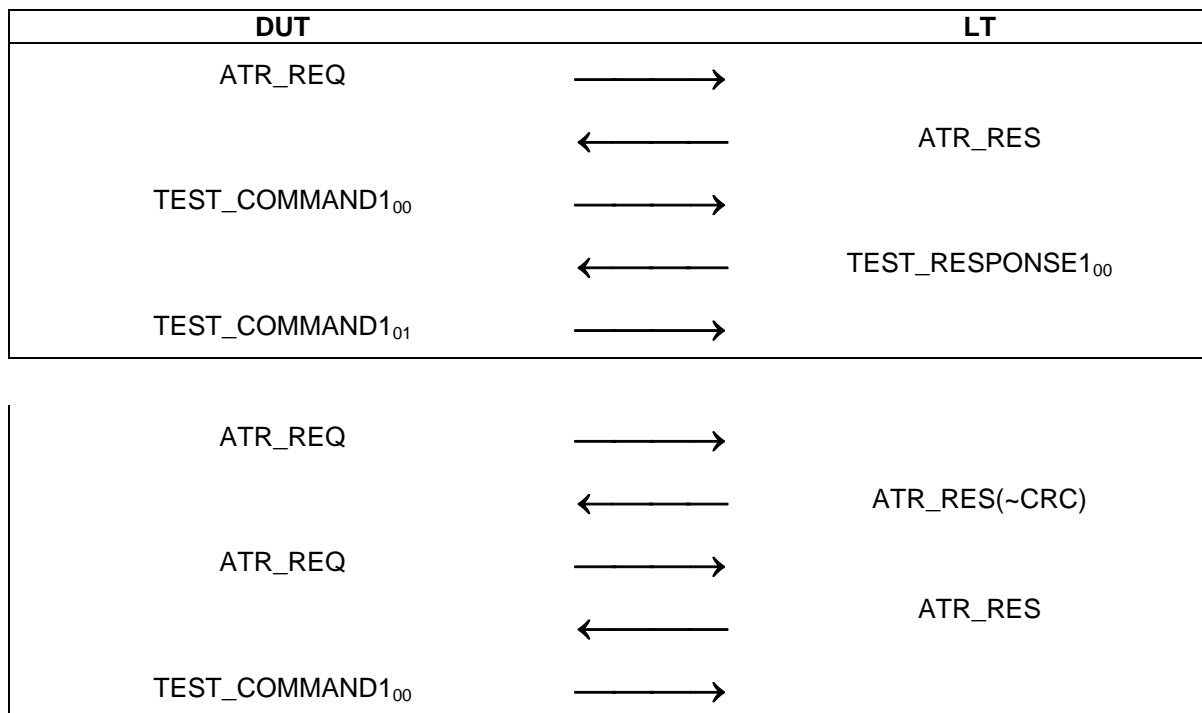 DUT LT
ATR_REQ
ATR_RES
TEST_COMMAND1₀₀
TEST_RESPONSE1₀₀
TEST_COMMAND1₀₁
ATR_REQ
ATR_RES(~CRC)
ATR_REQ
ATR_RES
TEST_COMMAND1₀₀